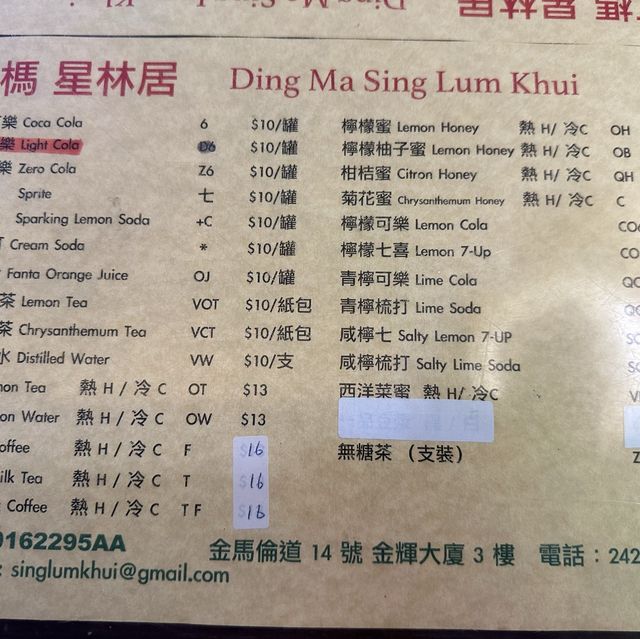 媽 星林居 Ding Ma Sing Lum Khui
樂 Coca Cola 6 $10/罐
樂 Light Cola $10/罐
樂 Zero Cola Z6 $10/罐
Sprite 七 $10/罐
Sparking Lemon Soda +C $10/罐
打 Cream Soda * $10/罐
Fanta Orange Juice OJ $10/罐
茶 Lemon Tea VOT $10/紙包
茶 Chrysanthemum Tea VCT $10/紙包
水 Distilled Water VW $10/支
on Tea 熱 H / 冷 C OT $13
on Water 熱 H / 冷 C OW $13
offee 熱 H / 冷 C F $16
ilk Tea 熱 H / 冷 C T $16
Coffee 熱 H / 冷 C TF $16
檸檬蜜 Lemon Honey 熱 H/ 冷C OH
檸檬柚子蜜 Lemon Honey 熱 H/ 冷C OB
柑桔蜜 Citron Honey 熱 H/ 冷C QH
菊花蜜 Chrysanthemum Honey 熱 H/ 冷C C
檸檬可樂 Lemon Cola CO
檸檬七喜 Lemon 7-Up CO
青檸可樂 Lime Cola
青檸梳打 Lime Soda
咸檸七 Salty Lemon 7-UP
咸檸梳打 Salty Lime Soda
西洋菜蜜 熱 H/ 冷C
無糖茶 （支裝）
162295AA
金馬倫道 14 號 金輝大廈 3 樓 電話：242
: singlumkhui@gmail.com